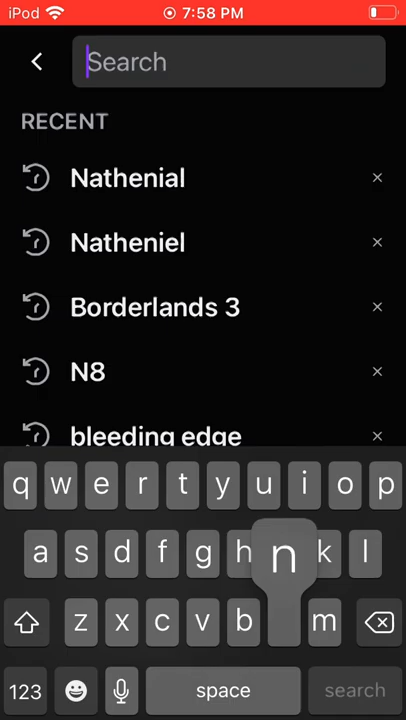 iPod 7:58 PM
Search
RECENT
Nathenial ×
Natheniel ×
Borderlands 3 ×
N8 ×
bleeding edge ×
q w e r t y u i o p
a s d f g h n k l
z x c v b m
123 space search